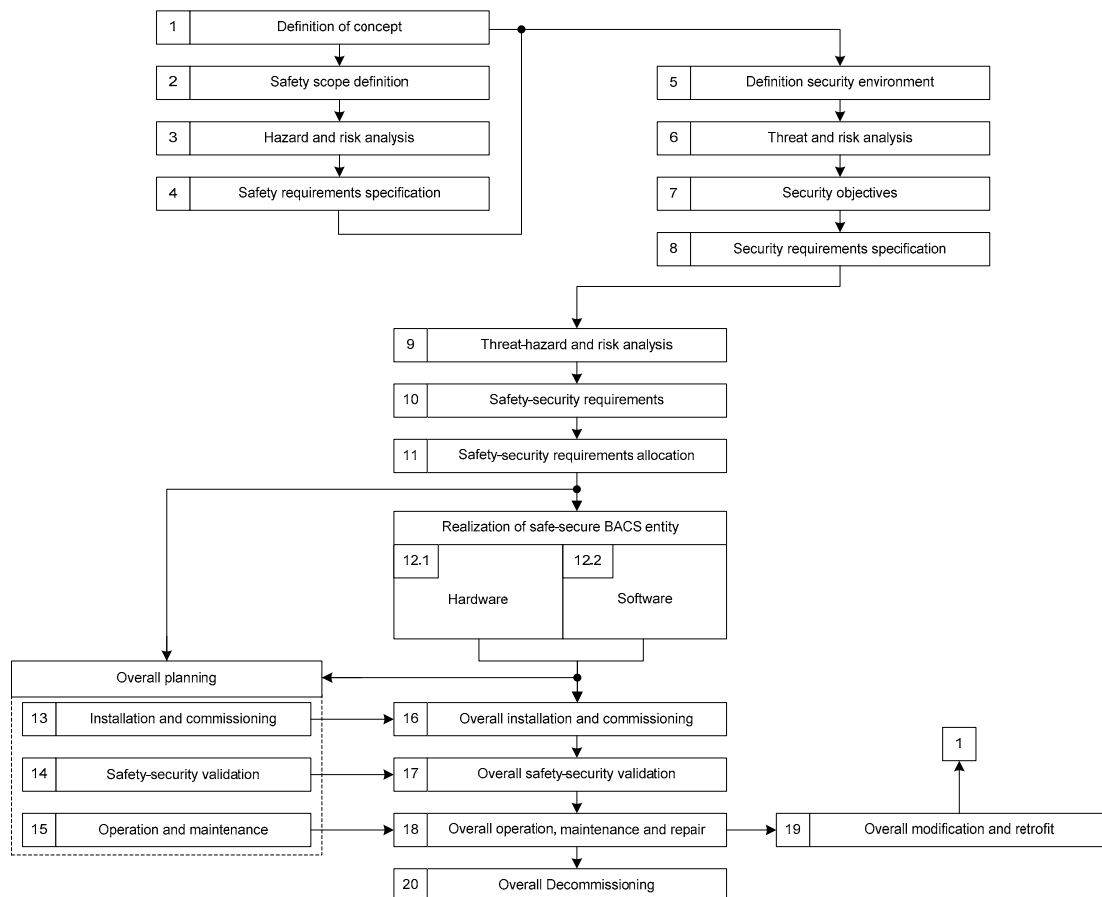 1 Definition of concept
2 Safety scope definition
3 Hazard and risk analysis
4 Safety requirements specification
5 Definition security environment
6 Threat and risk analysis
7 Security objectives
8 Security requirements specification
9 Threat-hazard and risk analysis
10 Safety-security requirements
11 Safety-security requirements allocation
Realization of safe-secure BACS entity
12.1 Hardware
12.2 Software
Overall planning
13 Installation and commissioning
14 Safety-security validation
15 Operation and maintenance
16 Overall installation and commissioning
17 Overall safety-security validation
18 Overall operation, maintenance and repair
19 Overall modification and retrofit
1
20 Overall Decommissioning